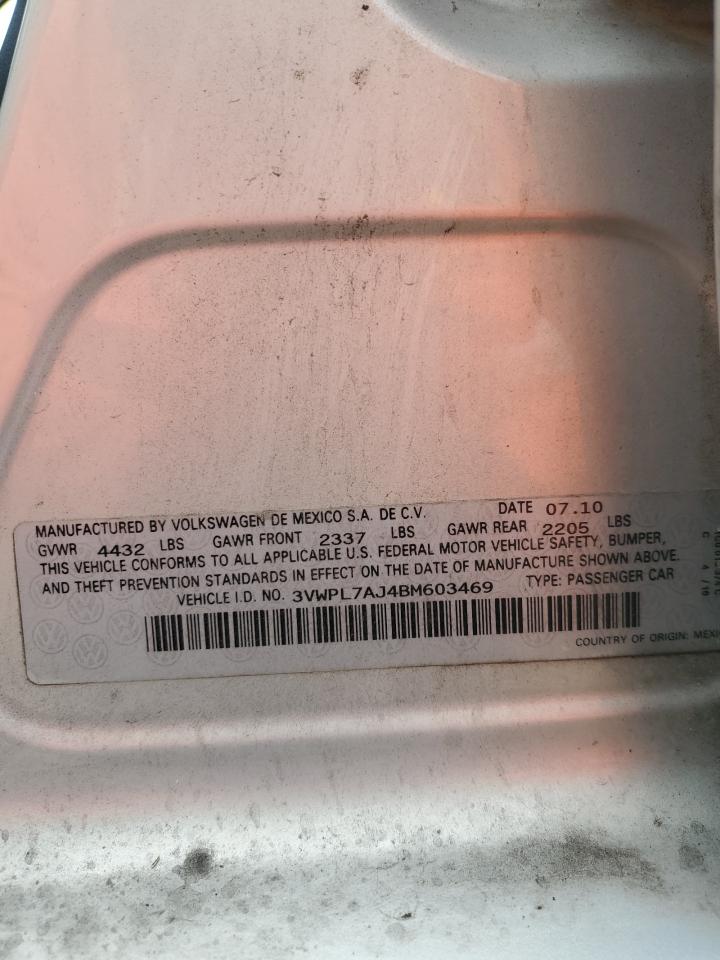 MANUFACTURED BY VOLKSWAGEN DE MEXICO S.A. DE C.V. DATE 07.10
GVWR 4432 LBS GAWR FRONT 2337 LBS GAWR REAR 2205 LBS
THIS VEHICLE CONFORMS TO ALL APPLICABLE U.S. FEDERAL MOTOR VEHICLE SAFETY, BUMPER,
AND THEFT PREVENTION STANDARDS IN EFFECT ON THE DATE OF MANUFACTURE SHOWN ABOVE.
VEHICLE I.D. NO. 3VWPL7AJ4BM603469 TYPE: PASSENGER CAR
COUNTRY OF ORIGIN: